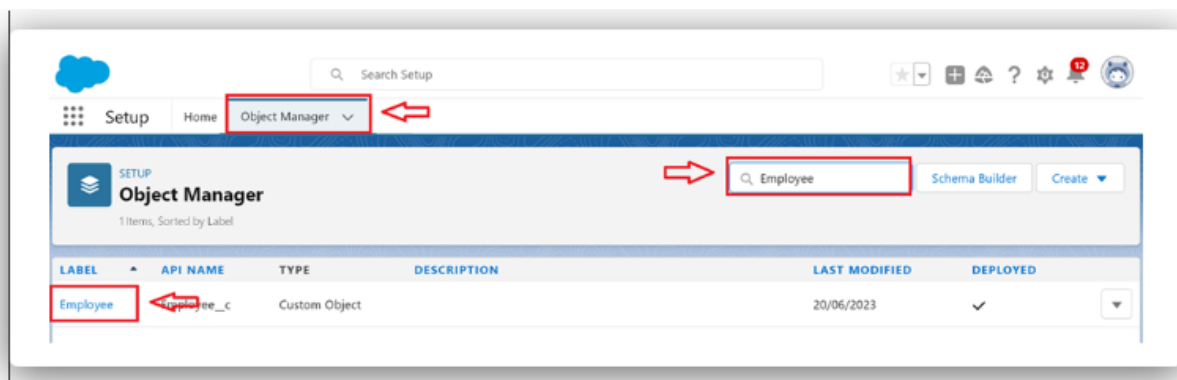 Search Setup
12
Setup Home Object Manager
SETUP
Object Manager
1 Items, Sorted by Label
Employee
Schema Builder
Create
LABEL API NAME TYPE DESCRIPTION LAST MODIFIED DEPLOYED
Employee Employee__c Custom Object 20/06/2023